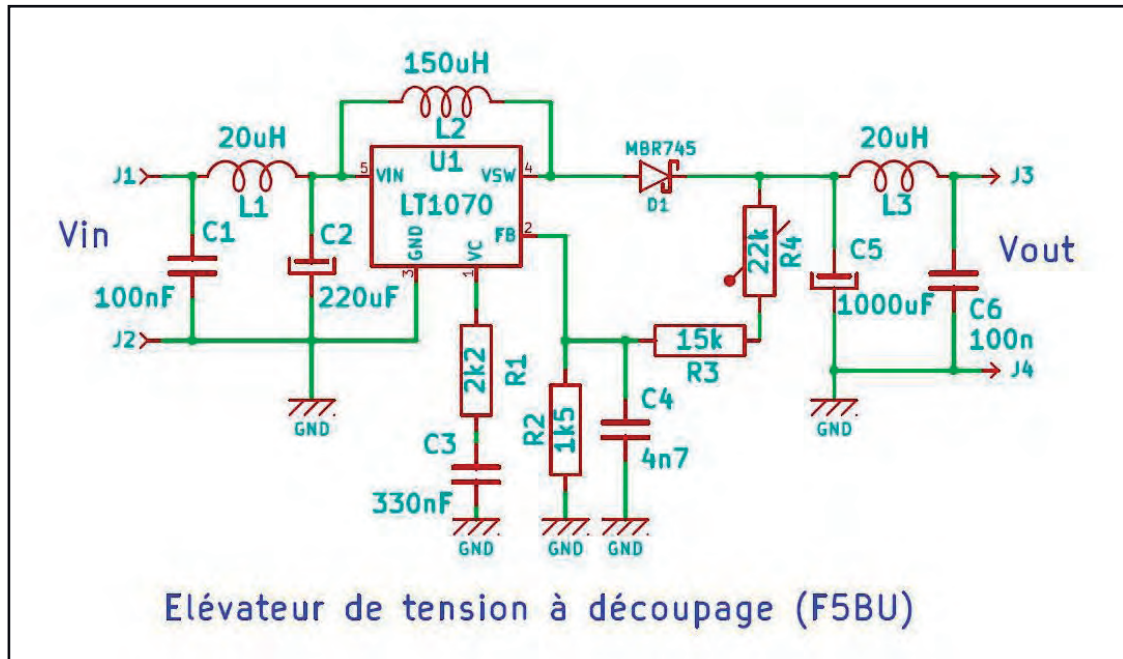 150uH
L2
20uH
L1
J1
Vin
C1
100nF
J2
C2
220uF
GND
U1
LT1070
5
VIN
VSW
4
FB
2
GND
3
VC
1
2k2
R1
C3
330nF
GND
R2
1k5
GND
C4
4n7
GND
15k
R3
MBR745
D1
22k
R4
C5
1000uF
GND
20uH
L3
J3
Vout
C6
100n
J4
Elévateur de tension à découpage (F5BU)